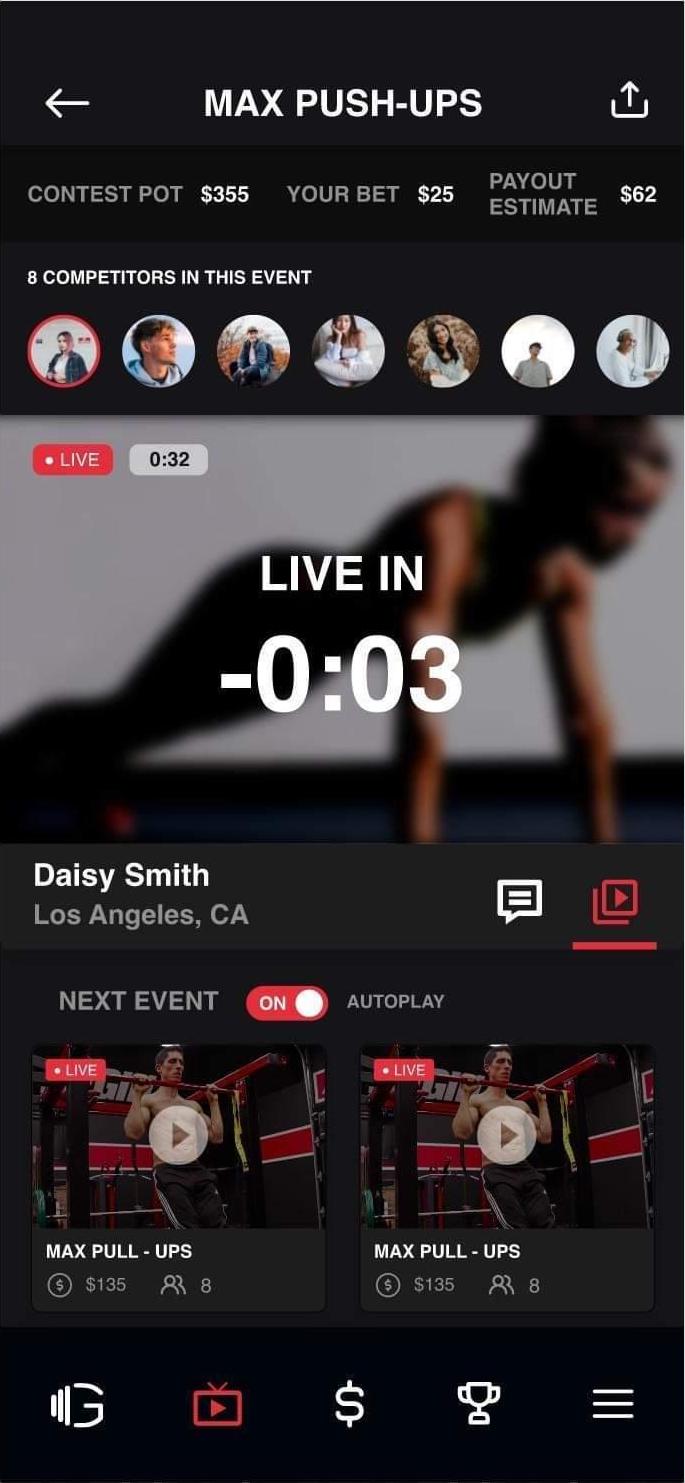 MAX PUSH-UPS
CONTEST POT $355 YOUR BET $25 PAYOUT ESTIMATE $62
8 COMPETITORS IN THIS EVENT
• LIVE 0:32
LIVE IN
-0:03
Daisy Smith
Los Angeles, CA
NEXT EVENT ON AUTOPLAY
• LIVE • LIVE
MAX PULL - UPS MAX PULL - UPS
$ $135 8 $ $135 8
G $